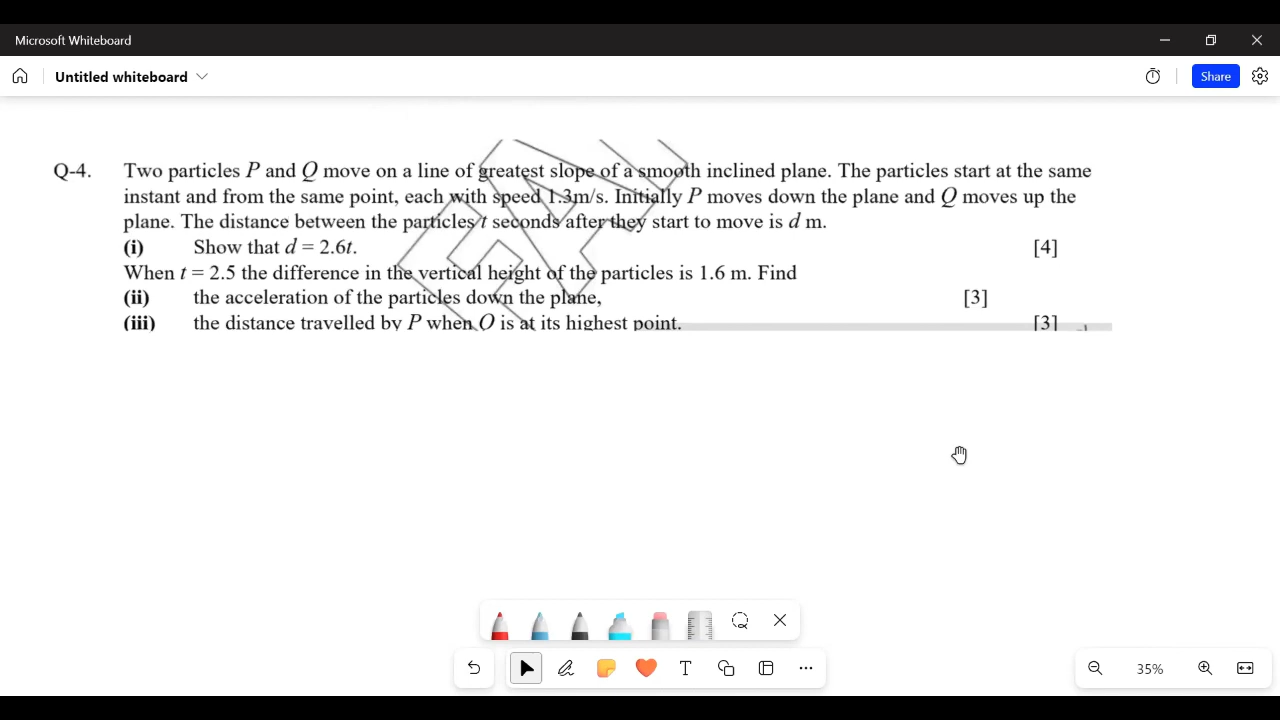 Microsoft Whiteboard
Untitled whiteboard
Share
Q-4. Two particles P and Q move on a line of greatest slope of a smooth inclined plane. The particles start at the same
instant and from the same point, each with speed 1.3m/s. Initially P moves down the plane and Q moves up the
plane. The distance between the particles t seconds after they start to move is d m.
(i) Show that d = 2.6t. [4]
When t = 2.5 the difference in the vertical height of the particles is 1.6 m. Find
(ii) the acceleration of the particles down the plane, [3]
(iii) the distance travelled by P when Q is at its highest point. [3]
35%